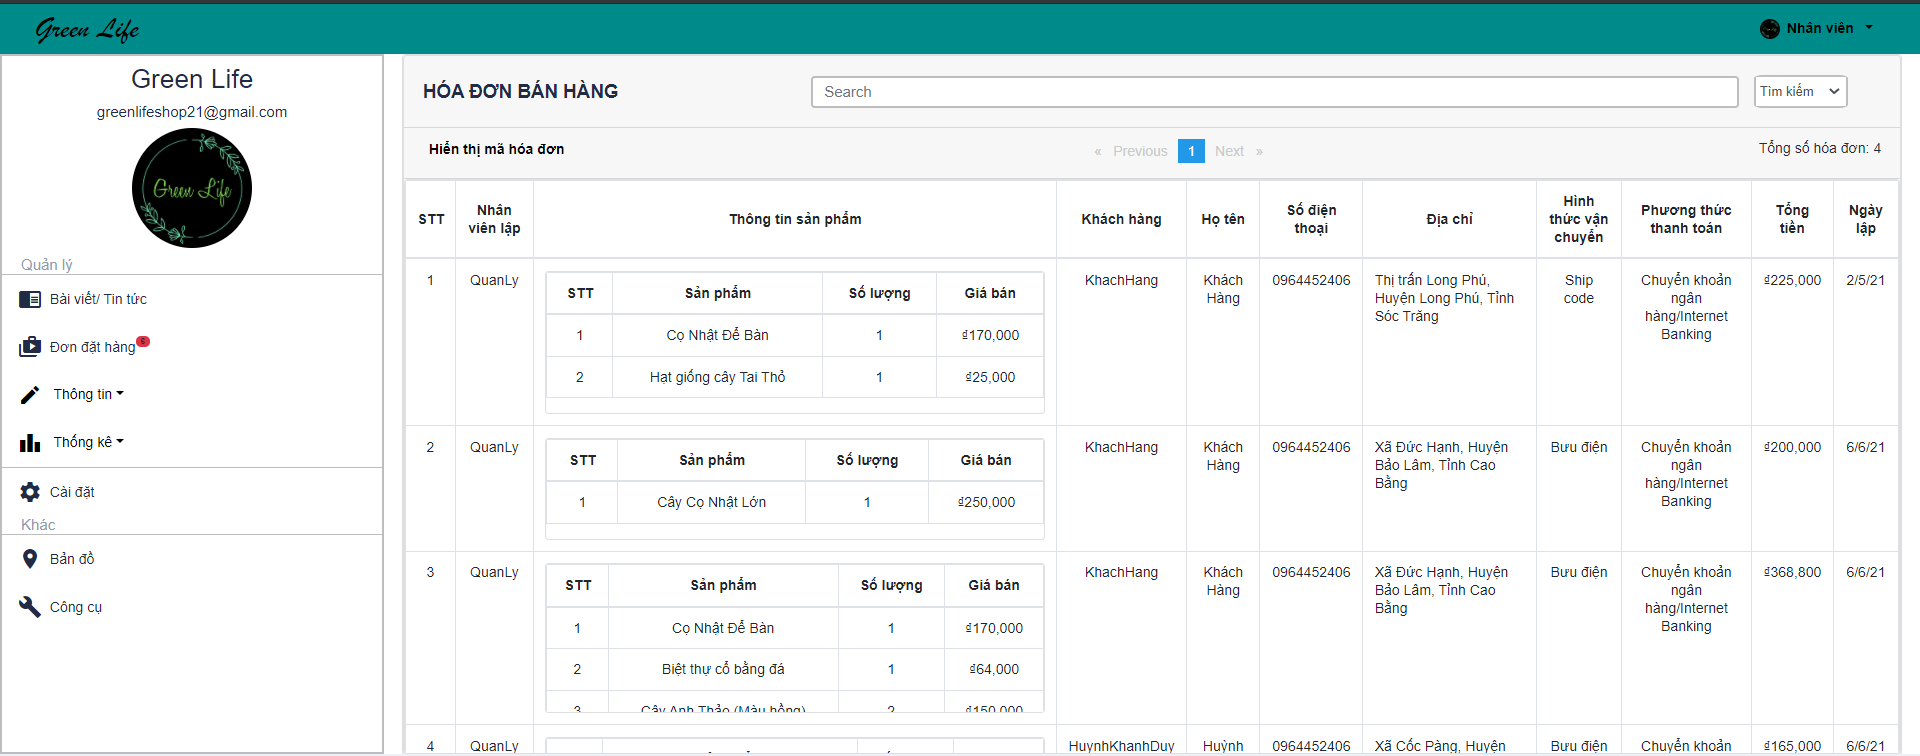 Green Life
Nhân viên
Green Life
greenlifeshop21@gmail.com
Green Life
Quản lý
Bài viết/ Tin tức
Đơn đặt hàng 6
Thông tin
Thống kê
Cài đặt
Khác
Bản đồ
Công cụ
HÓA ĐƠN BÁN HÀNG
Search
Tìm kiếm
Hiển thị mã hóa đơn
« Previous 1 Next »
Tổng số hóa đơn: 4
STT
Nhân
viên lập
Thông tin sản phẩm
Khách hàng
Họ tên
Số điện
thoại
Địa chỉ
Hình
thức vận
chuyển
Phương thức
thanh toán
Tổng
tiền
Ngày
lập
1
QuanLy
STT Sản phẩm Số lượng Giá bán
1 Cọ Nhật Để Bàn 1 ₫170,000
2 Hạt giống cây Tai Thỏ 1 ₫25,000
KhachHang
Khách
Hàng
0964452406
Thị trấn Long Phú,
Huyện Long Phú, Tỉnh
Sóc Trăng
Ship
code
Chuyển khoản
ngân
hàng/Internet
Banking
₫225,000
2/5/21
2
QuanLy
STT Sản phẩm Số lượng Giá bán
1 Cây Cọ Nhật Lớn 1 ₫250,000
KhachHang
Khách
Hàng
0964452406
Xã Đức Hạnh, Huyện
Bảo Lâm, Tỉnh Cao
Bằng
Bưu điện
Chuyển khoản
ngân
hàng/Internet
Banking
₫200,000
6/6/21
3
QuanLy
STT Sản phẩm Số lượng Giá bán
1 Cọ Nhật Để Bàn 1 ₫170,000
2 Biệt thự cổ bằng đá 1 ₫64,000
3 Cây Anh Thảo (Màu hồng) 2 ₫150,000
KhachHang
Khách
Hàng
0964452406
Xã Đức Hạnh, Huyện
Bảo Lâm, Tỉnh Cao
Bằng
Bưu điện
Chuyển khoản
ngân
hàng/Internet
Banking
₫368,800
6/6/21
4
QuanLy
HuynhKhanhDuy
Huỳnh
0964452406
Xã Cốc Pàng, Huyện
Bưu điện
Chuyển khoản
₫165,000
6/6/21